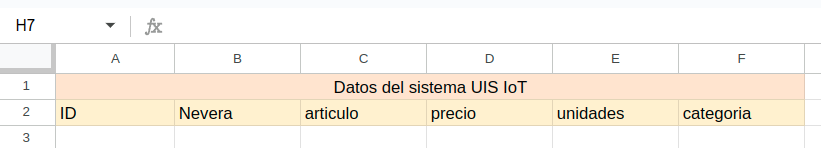 H7 fx
A B C D E F
1 Datos del sistema UIS IoT
2 ID Nevera articulo precio unidades categoria
3